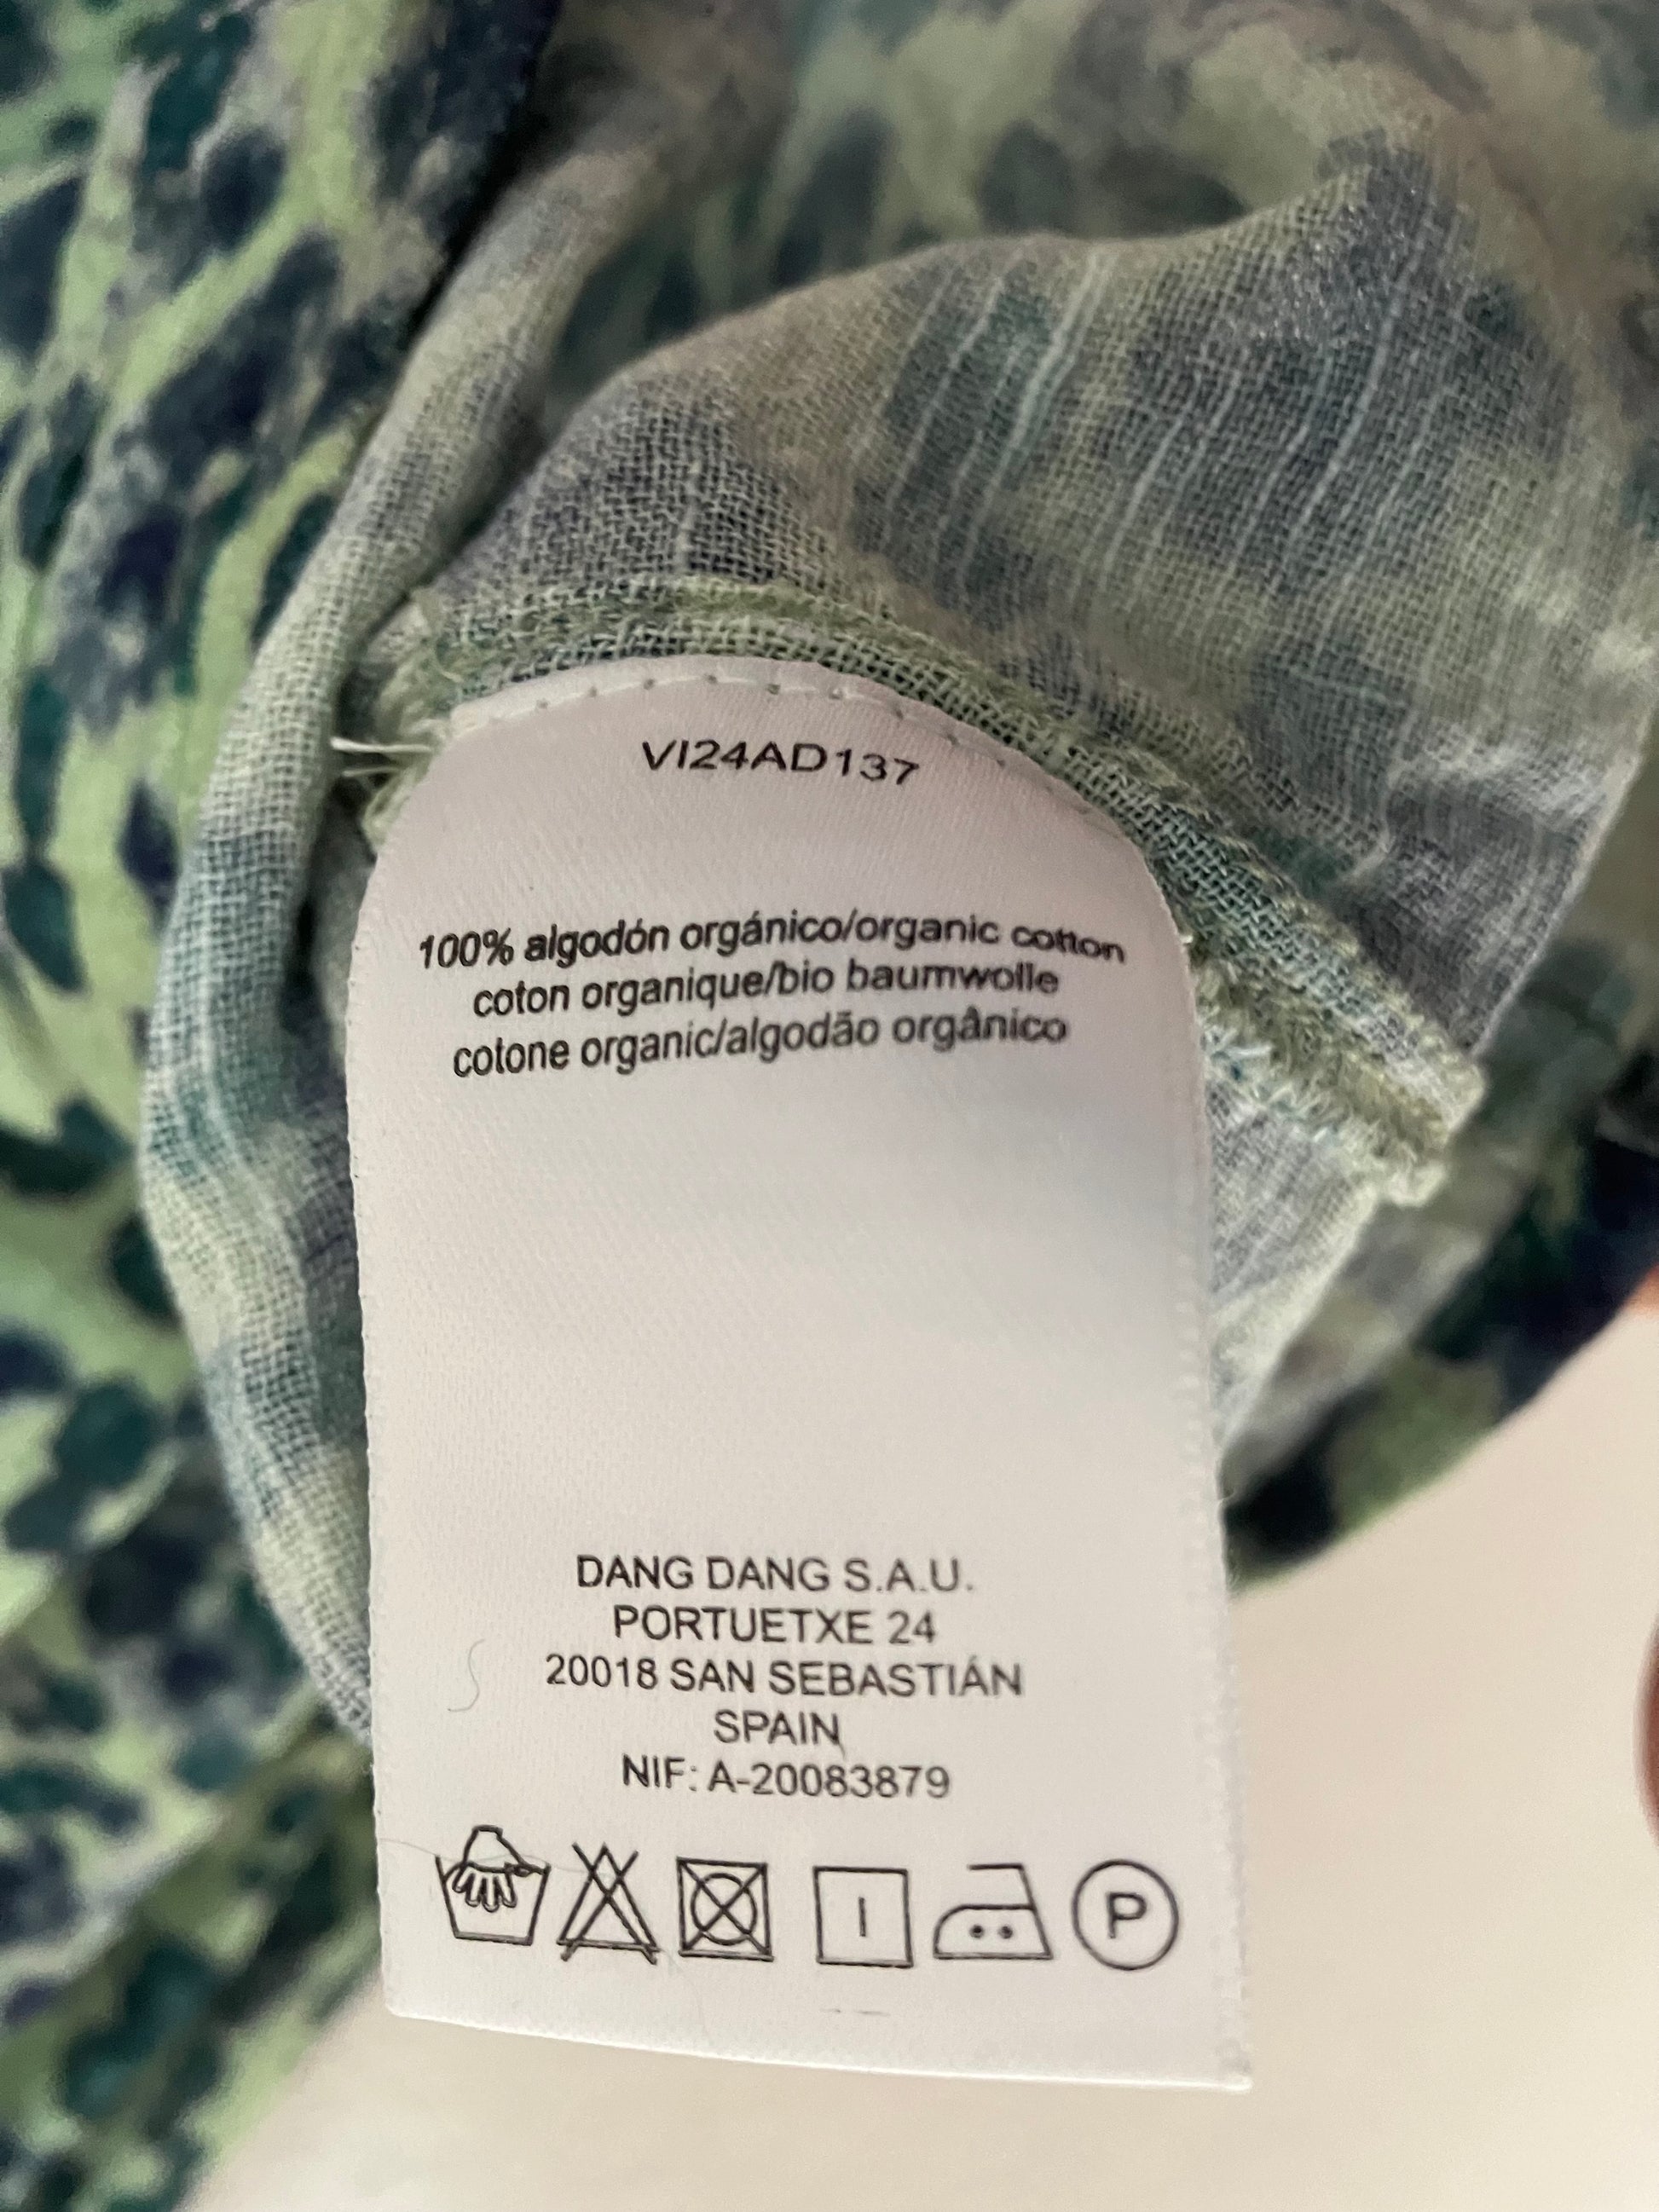 VI24AD137
100% algodón orgánico/organic cotton
coton organique/bio baumwolle
cotone organic/algodão orgânico
DANG DANG S.A.U.
PORTUETXE 24
20018 SAN SEBASTIÁN
SPAIN
NIF: A-20083879
P